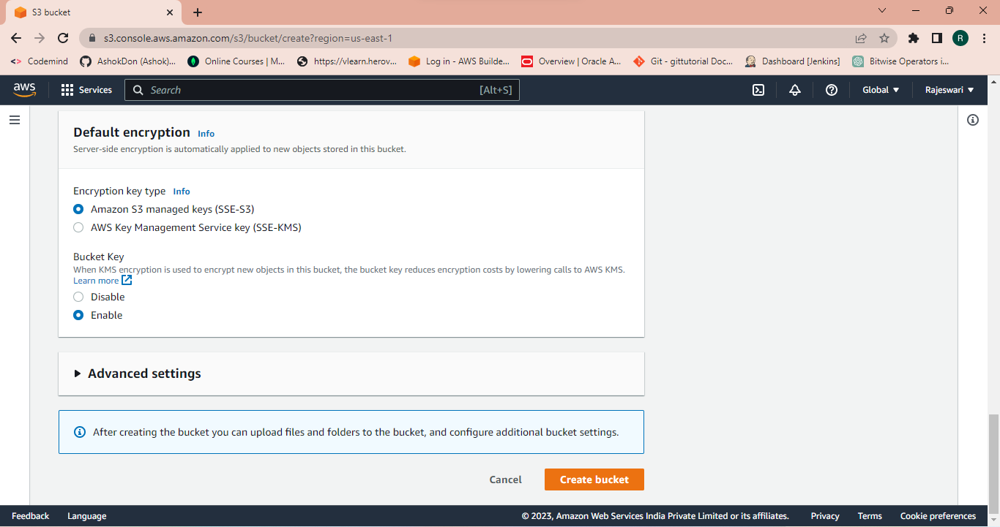 S3 bucket
s3.console.aws.amazon.com/s3/bucket/create?region=us-east-1
R
<> Codemind
AshokDon (Ashok)...
Online Courses | M...
https://vlearn.herov...
Log in - AWS Builde...
Overview | Oracle A...
Git - gittutorial Doc...
Dashboard [Jenkins]
Bitwise Operators i...
aws
Services
Search
[Alt+S]
Global
Rajeswari
Default encryption Info
Server-side encryption is automatically applied to new objects stored in this bucket.
Encryption key type Info
Amazon S3 managed keys (SSE-S3)
AWS Key Management Service key (SSE-KMS)
Bucket Key
When KMS encryption is used to encrypt new objects in this bucket, the bucket key reduces encryption costs by lowering calls to AWS KMS.
Learn more
Disable
Enable
Advanced settings
After creating the bucket you can upload files and folders to the bucket, and configure additional bucket settings.
Cancel
Create bucket
Feedback
Language
© 2023, Amazon Web Services India Private Limited or its affiliates.
Privacy
Terms
Cookie preferences